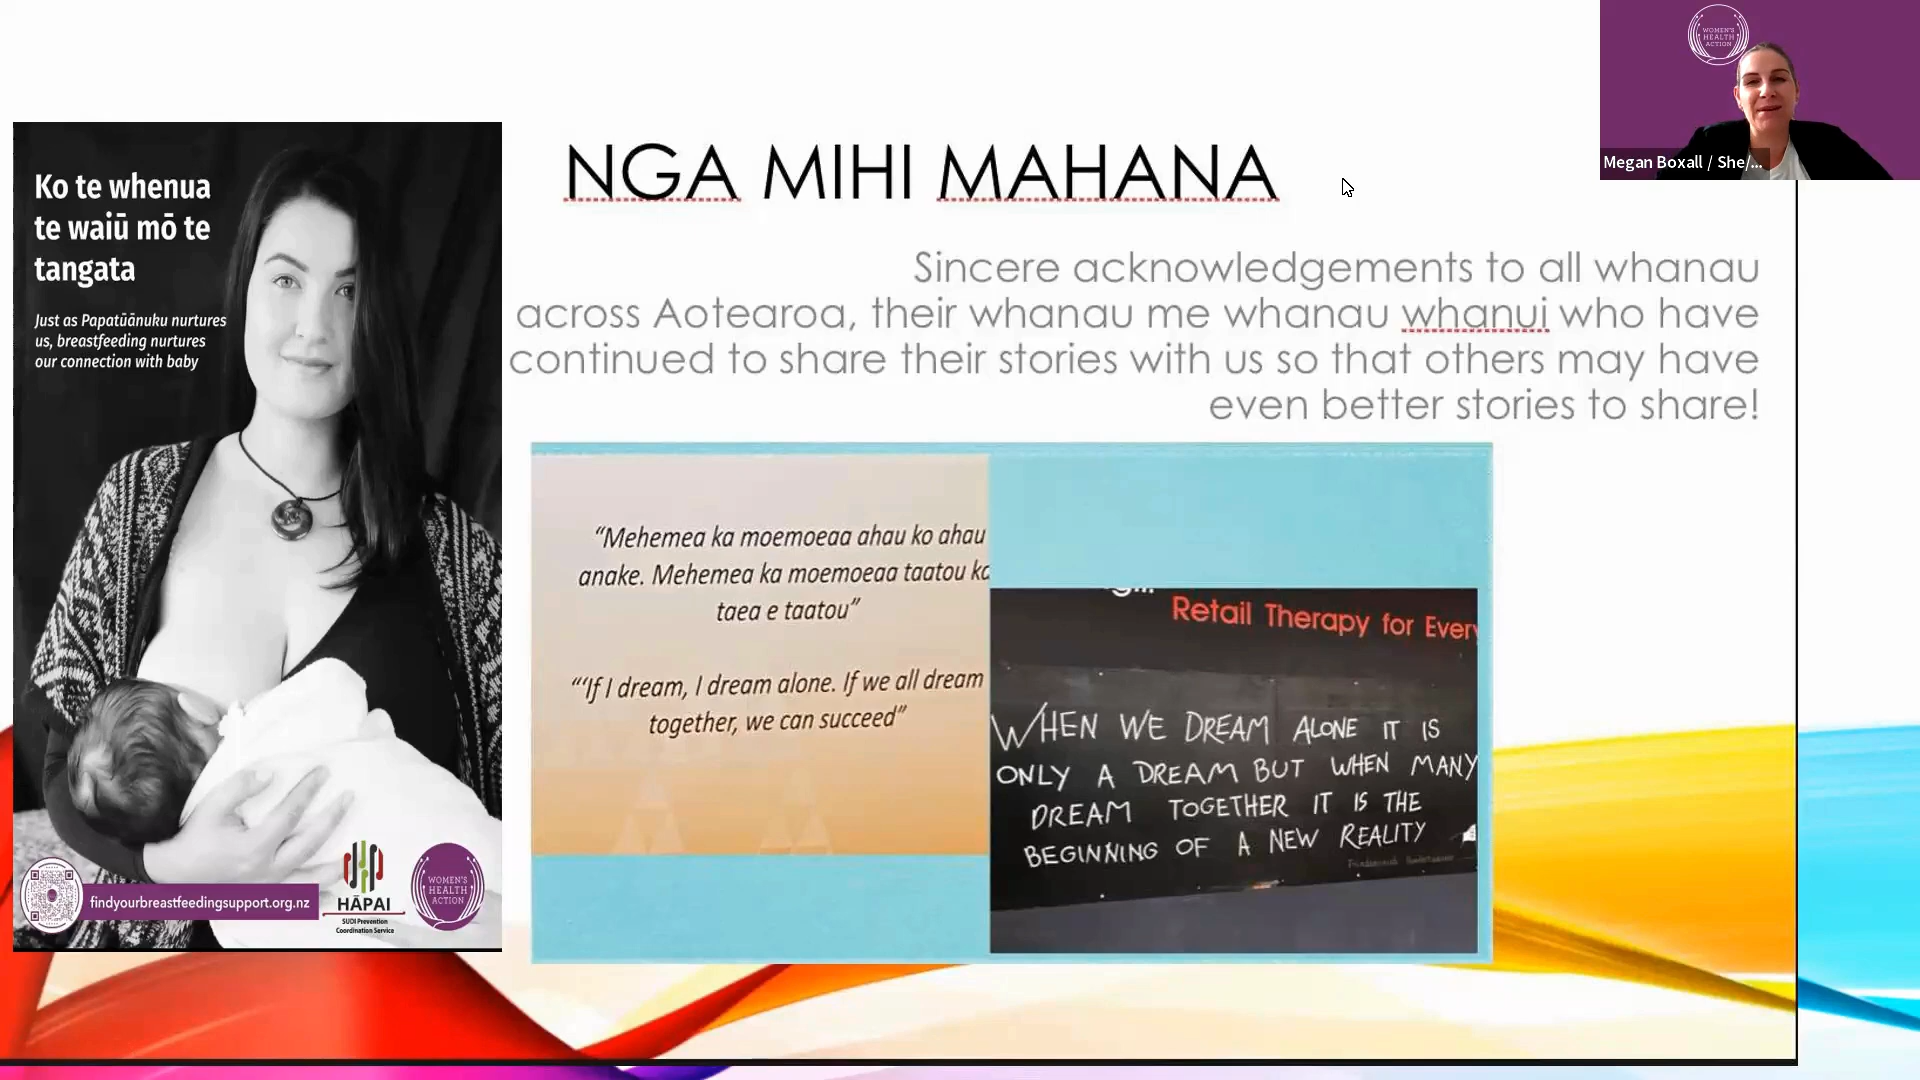 Ko te whenua
te waiū mō te
tangata
Just as Papatūānuku nurtures
us, breastfeeding nurtures
our connection with baby
findyourbreastfeedingsupport.org.nz
HĀPAI
SUDI Prevention
Coordination Service
WOMEN'S
HEALTH
ACTION
NGA MIHI MAHANA
Sincere acknowledgements to all whanau
across Aotearoa, their whanau me whanau whanui who have
continued to share their stories with us so that others may have
even better stories to share!
“Mehemea ka moemoeaa ahau ko ahau
anake. Mehemea ka moemoeaa taatou ka
taea e taatou”
“‘If I dream, I dream alone. If we all dream
together, we can succeed”
Retail Therapy for Every
WHEN WE DREAM ALONE IT IS
ONLY A DREAM BUT WHEN MANY
DREAM TOGETHER IT IS THE
BEGINNING OF A NEW REALITY
WOMEN'S
HEALTH
ACTION
Megan Boxall / She/...